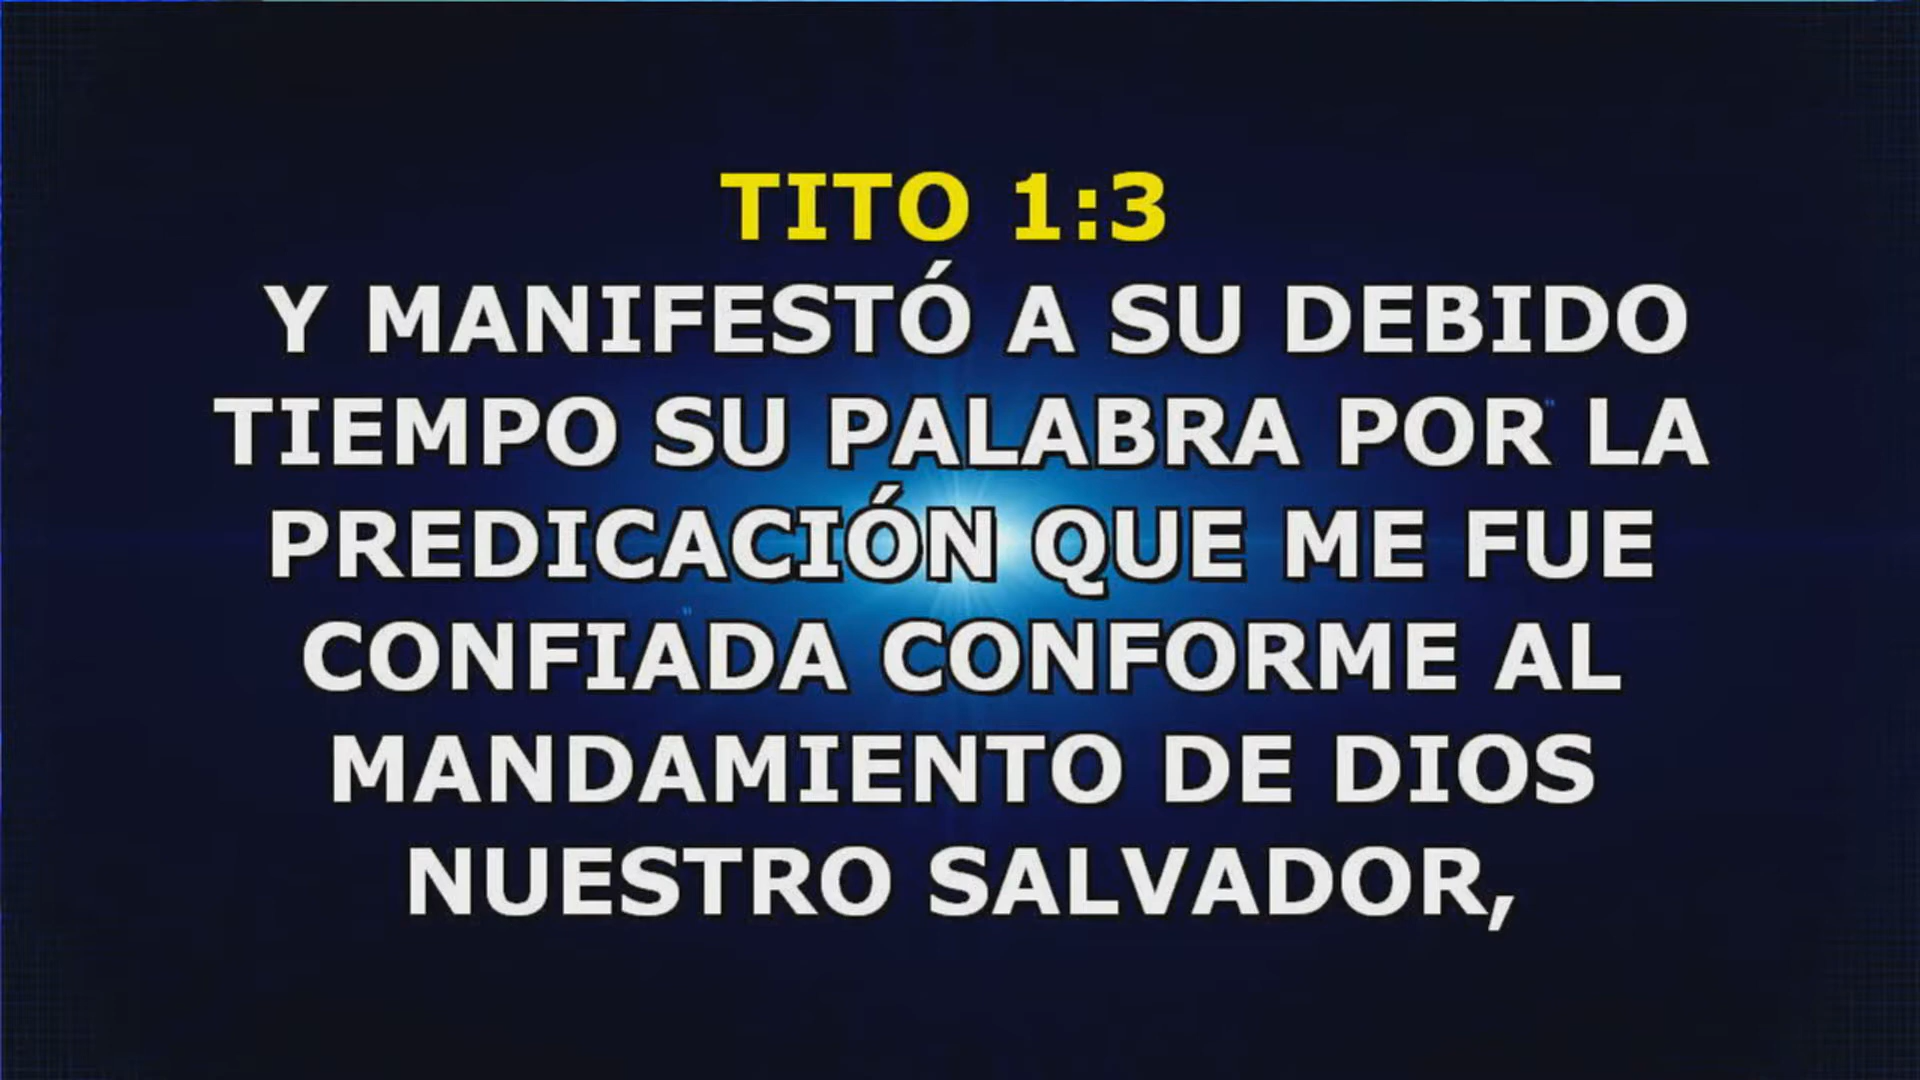 TITO 1:3
Y MANIFESTÓ A SU DEBIDO
TIEMPO SU PALABRA POR LA
PREDICACIÓN QUE ME FUE
CONFIADA CONFORME AL
MANDAMIENTO DE DIOS
NUESTRO SALVADOR,